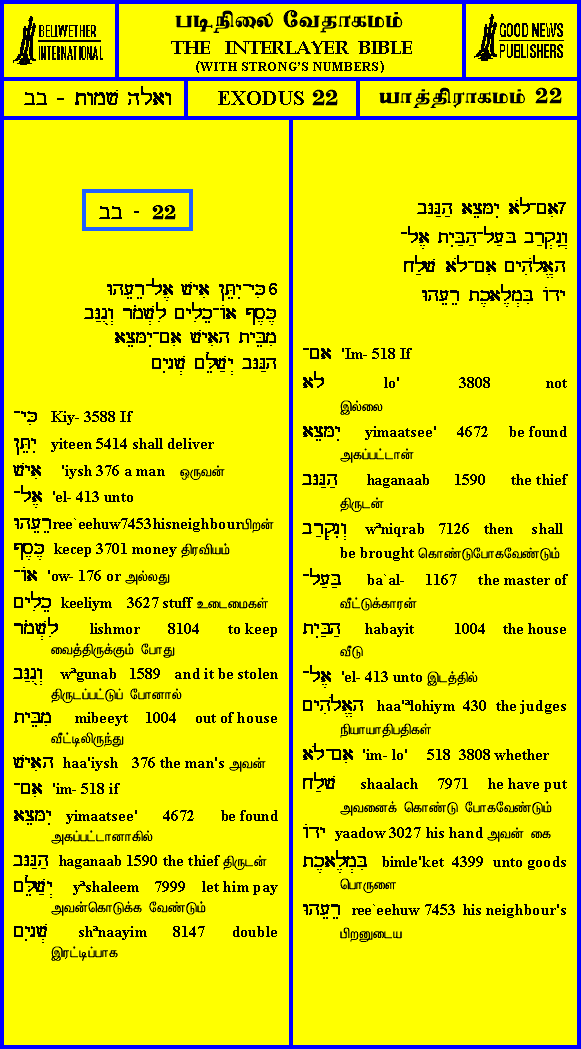 BELLWETHER
INTERNATIONAL
படிநிலை வேதாகமம்
THE INTERLAYER BIBLE
(WITH STRONG'S NUMBERS)
GOOD NEWS
PUBLISHERS
ואלה שמות - בב
EXODUS 22
யாத்திராகமம் 22
בב - 22
6 כִּי־יִתֵּן אִישׁ אֶל־רֵעֵהוּ
כֶּסֶף אוֹ־כֵלִים לִשְׁמֹר וְגֻנַּב
מִבֵּית הָאִישׁ אִם־יִמָּצֵא
הַגַּנָּב יְשַׁלֵּם שְׁנָיִם
כִּי־ Kiy- 3588 If
יִתֵּן yiteen 5414 shall deliver
אִישׁ 'iysh 376 a man ஒருவன்
אֶל־ 'el- 413 unto
רֵעֵהוּ ree`eehuw7453hisneighbourபிறன்
כֶּסֶף kecep 3701 money திரவியம்
אוֹ־ 'ow- 176 or அல்லது
כֵלִים keeliym 3627 stuff உடைமைகள்
לִשְׁמֹר lishmor 8104 to keep
வைத்திருக்கும் போது
וְגֻנַּב wªgunab 1589 and it be stolen
திருடப்பட்டுப் போனால்
מִבֵּית mibeeyt 1004 out of house
வீட்டிலிருந்து
הָאִישׁ haa'iysh 376 the man's அவன்
אִם־ 'im- 518 if
יִמָּצֵא yimaatsee' 4672 be found
அகப்பட்டானாகில்
הַגַּנָּב haganaab 1590 the thief திருடன்
יְשַׁלֵּם yªshaleem 7999 let him pay
அவன்கொடுக்க வேண்டும்
שְׁנָיִם shªnaayim 8147 double
இரட்டிப்பாக
7אִם־לֹא יִמָּצֵא הַגַּנָּב
וְנִקְרַב בַּעַל־הַבַּיִת אֶל־
הָאֱלֹהִים אִם־לֹא שָׁלַח
יָדוֹ בִּמְלֶאכֶת רֵעֵהוּ
אִם־ 'Im- 518 If
לֹא lo' 3808 not
இல்லை
יִמָּצֵא yimaatsee' 4672 be found
அகப்பட்டான்
הַגַּנָּב haganaab 1590 the thief
திருடன்
וְנִקְרַב wªniqrab 7126 then shall
be brought கொண்டுபோகவேண்டும்
בַּעַל־ ba`al- 1167 the master of
வீட்டுக்காரன்
הַבַּיִת habayit 1004 the house
வீடு
אֶל־ 'el- 413 unto இடத்தில்
הָאֱלֹהִים haa'ªlohiym 430 the judges
நியாயாதிபதிகள்
אִם־לֹא 'im- lo' 518 3808 whether
שָׁלַח shaalach 7971 he have put
அவனைக் கொண்டு போகவேண்டும்
יָדוֹ yaadow 3027 his hand அவன் கை
בִּמְלֶאכֶת bimle'ket 4399 unto goods
பொருளை
רֵעֵהוּ ree`eehuw 7453 his neighbour's
பிறனுடைய